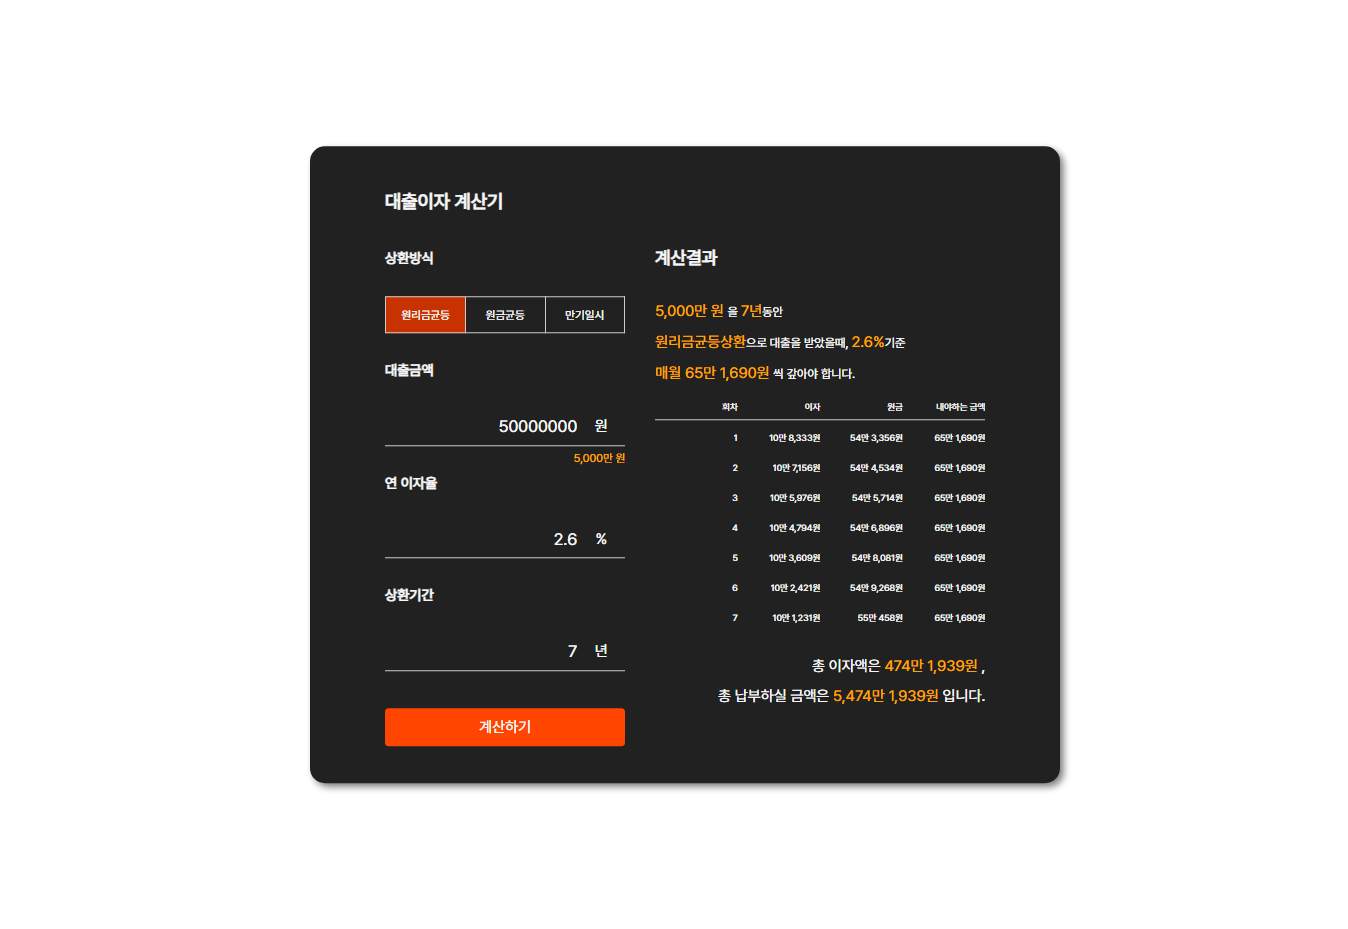 대출이자 계산기
상환방식
원리금균등 원금균등 만기일시
대출금액
50000000 원
5,000만 원
연 이자율
2.6 %
상환기간
7 년
계산하기
계산결과
5,000만 원 을 7년동안
원리금균등상환으로 대출을 받았을때, 2.6%기준
매월 65만 1,690원 씩 갚아야 합니다.
회차 이자 원금 내야하는 금액
1 10만 8,333원 54만 3,356원 65만 1,690원
2 10만 7,156원 54만 4,534원 65만 1,690원
3 10만 5,976원 54만 5,714원 65만 1,690원
4 10만 4,794원 54만 6,896원 65만 1,690원
5 10만 3,609원 54만 8,081원 65만 1,690원
6 10만 2,421원 54만 9,268원 65만 1,690원
7 10만 1,231원 55만 458원 65만 1,690원
총 이자액은 474만 1,939원 ,
총 납부하실 금액은 5,474만 1,939원 입니다.